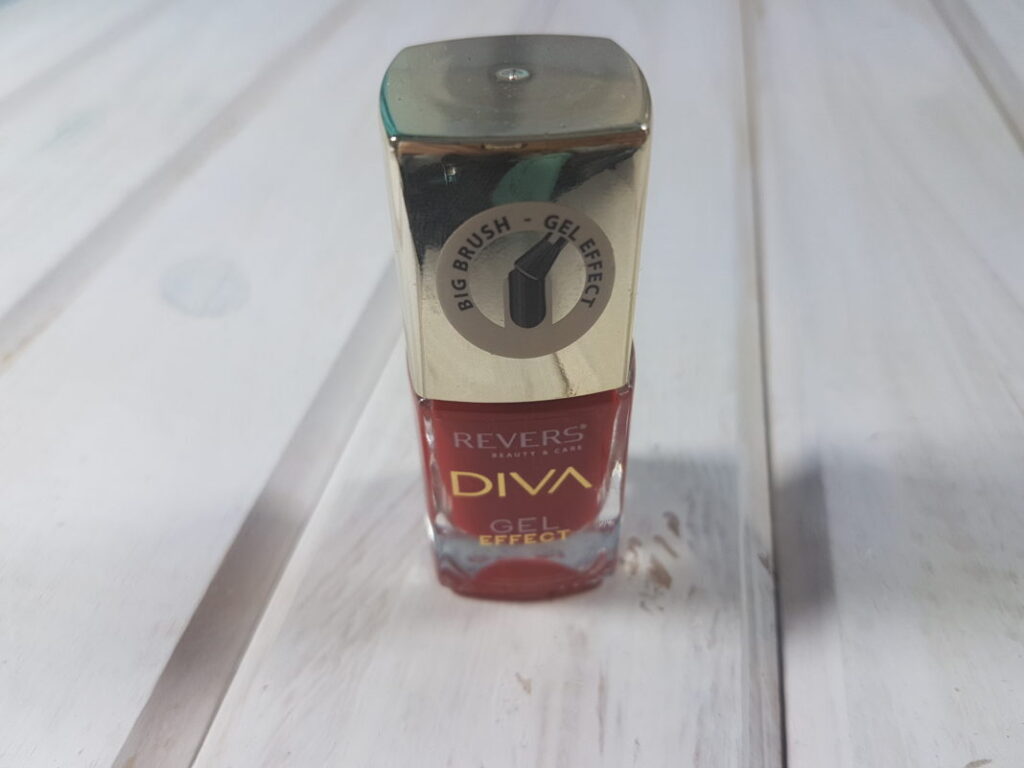 BIG BRUSH - GEL EFFECT
REVERS®
BEAUTY & CARE
DIVA
GEL
EFFECT